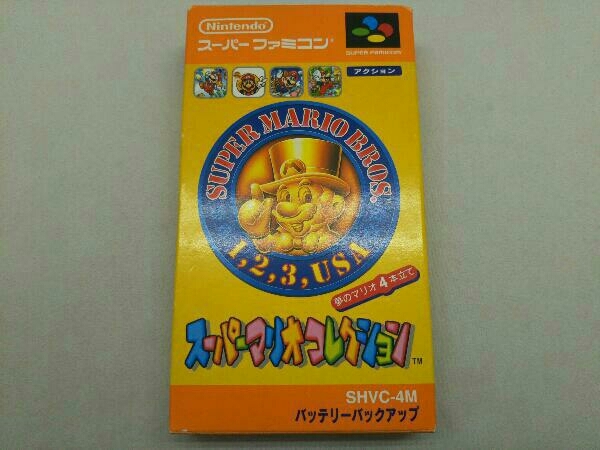 Nintendo
スーパーファミコン
SUPER FAMICOM
アクション
SUPER MARIO BROS.
1,2,3,USA
夢のマリオ4本立て
スーパーマリオコレクション
TM
SHVC-4M
バッテリーバックアップ